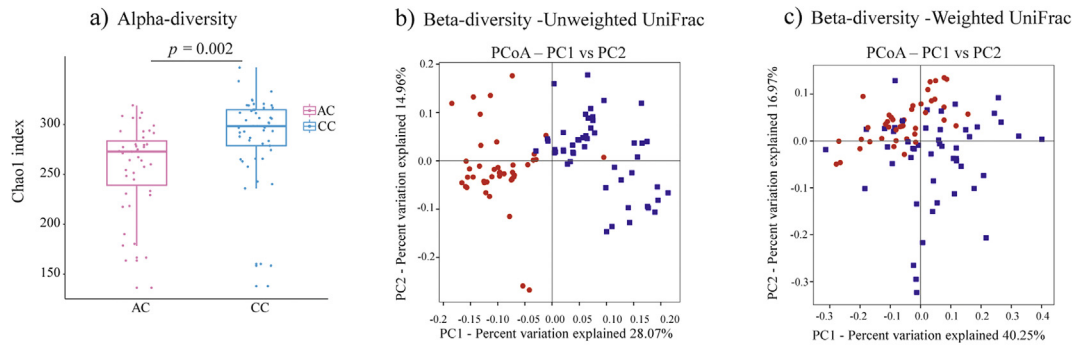 a) Alpha-diversity
p = 0.002
AC
CC
Chao1 index
300
250
200
150
AC CC
b) Beta-diversity -Unweighted UniFrac
PCoA – PC1 vs PC2
PC2 - Percent variation explained 14.96%
0.2
0.1
0.0
-0.1
-0.2
-0.2 -0.15 -0.10 -0.05 0.00 0.05 0.10 0.15 0.20
PC1 - Percent variation explained 28.07%
c) Beta-diversity -Weighted UniFrac
PCoA – PC1 vs PC2
PC2 - Percent variation explained 16.97%
0.2
0.1
0.0
-0.1
-0.2
-0.3
-0.3 -0.2 -0.1 0.0 0.1 0.2 0.3 0.4
PC1 - Percent variation explained 40.25%